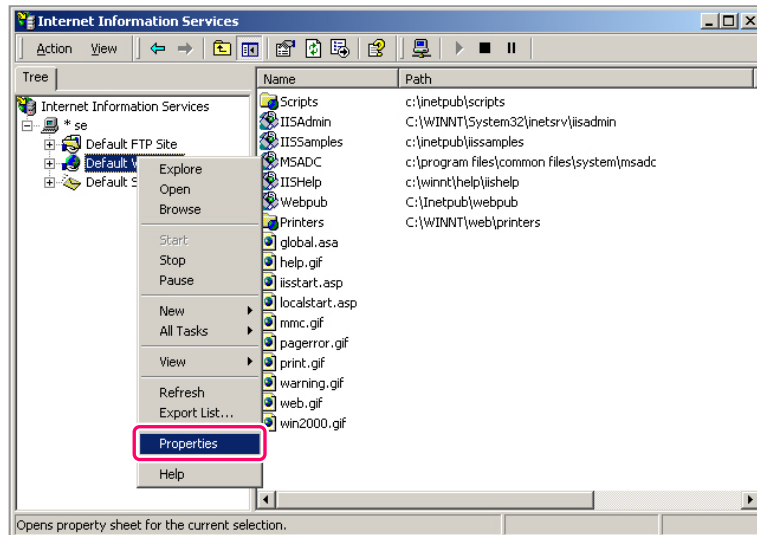 Internet Information Services
Action View
Tree
Name Path
Internet Information Services
* se
Default FTP Site
Default
Default S
Explore
Open
Browse
Start
Stop
Pause
New
All Tasks
View
Refresh
Export List...
Properties
Help
Scripts c:\inetpub\scripts
IISAdmin C:\WINNT\System32\inetsrv\iisadmin
IISSamples c:\inetpub\iissamples
MSADC c:\program files\common files\system\msadc
IISHelp c:\winnt\help\iishelp
Webpub C:\Inetpub\webpub
Printers C:\WINNT\web\printers
global.asa
help.gif
iisstart.asp
localstart.asp
mmc.gif
pagerror.gif
print.gif
warning.gif
web.gif
win2000.gif
Opens property sheet for the current selection.